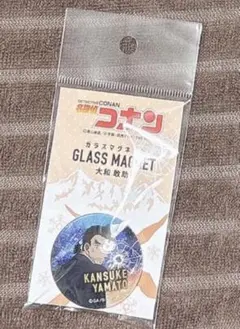 DETECTIVE CONAN
名探偵
コナン
ガラスマグネ
GLASS MAGNET
大和 敢助
KANSUKE
YAMATO